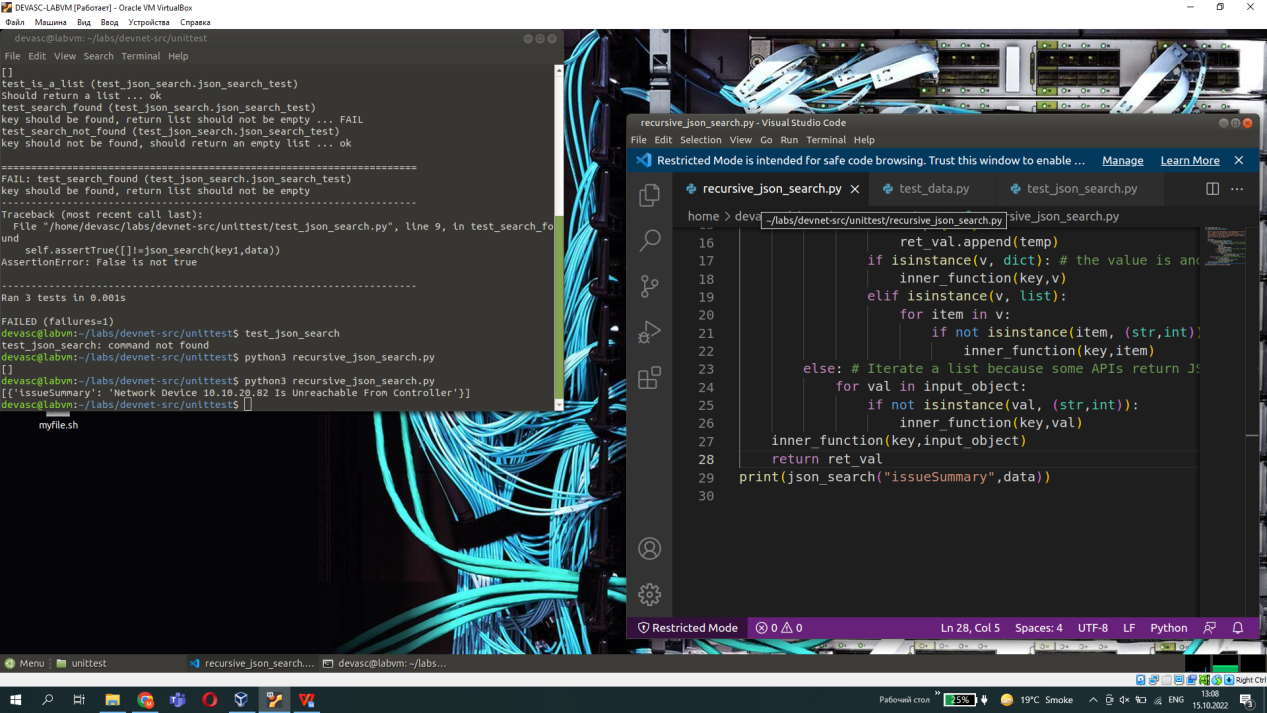 DEVASC-LABVM [Работает] - Oracle VM VirtualBox
Файл Машина Вид Ввод Устройства Справка
devasc@labvm: ~/labs/devnet-src/unittest
File Edit View Search Terminal Help
[]
test_is_a_list (test_json_search.json_search_test)
Should return a list ... ok
test_search_found (test_json_search.json_search_test)
key should be found, return list should not be empty ... FAIL
test_search_not_found (test_json_search.json_search_test)
key should not be found, should return an empty list ... ok
======================================================================
FAIL: test_search_found (test_json_search.json_search_test)
key should be found, return list should not be empty
----------------------------------------------------------------------
Traceback (most recent call last):
File "/home/devasc/labs/devnet-src/unittest/test_json_search.py", line 9, in test_search_fo
und
self.assertTrue([]!=json_search(key1,data))
AssertionError: False is not true
----------------------------------------------------------------------
Ran 3 tests in 0.001s
FAILED (failures=1)
devasc@labvm:~/labs/devnet-src/unittest$ test_json_search
test_json_search: command not found
devasc@labvm:~/labs/devnet-src/unittest$ python3 recursive_json_search.py
[]
devasc@labvm:~/labs/devnet-src/unittest$ python3 recursive_json_search.py
[{'issueSummary': 'Network Device 10.10.20.82 Is Unreachable From Controller'}]
devasc@labvm:~/labs/devnet-src/unittest$
myfile.sh
1
recursive_json_search.py - Visual Studio Code
File Edit Selection View Go Run Terminal Help
Restricted Mode is intended for safe code browsing. Trust this window to enable ... Manage Learn More
recursive_json_search.py test_data.py test_json_search.py
home > deva
~/labs/devnet-src/unittest/recursive_json_search.py
rsive_json_search.py
16 ret_val.append(temp)
17 if isinstance(v, dict): # the value is ano
18 inner_function(key,v)
19 elif isinstance(v, list):
20 for item in v:
21 if not isinstance(item, (str,int))
22 inner_function(key,item)
23 else: # Iterate a list because some APIs return JS
24 for val in input_object:
25 if not isinstance(val, (str,int)):
26 inner_function(key,val)
27 inner_function(key,input_object)
28 return ret_val
29 print(json_search("issueSummary",data))
30
Restricted Mode 0 0 Ln 28, Col 5 Spaces: 4 UTF-8 LF Python
Menu unittest recursive_json_search.... devasc@labvm: ~/labs...
Right Ctrl
Рабочий стол » 25% 19°C Smoke ENG 13:08
15.10.2022 3